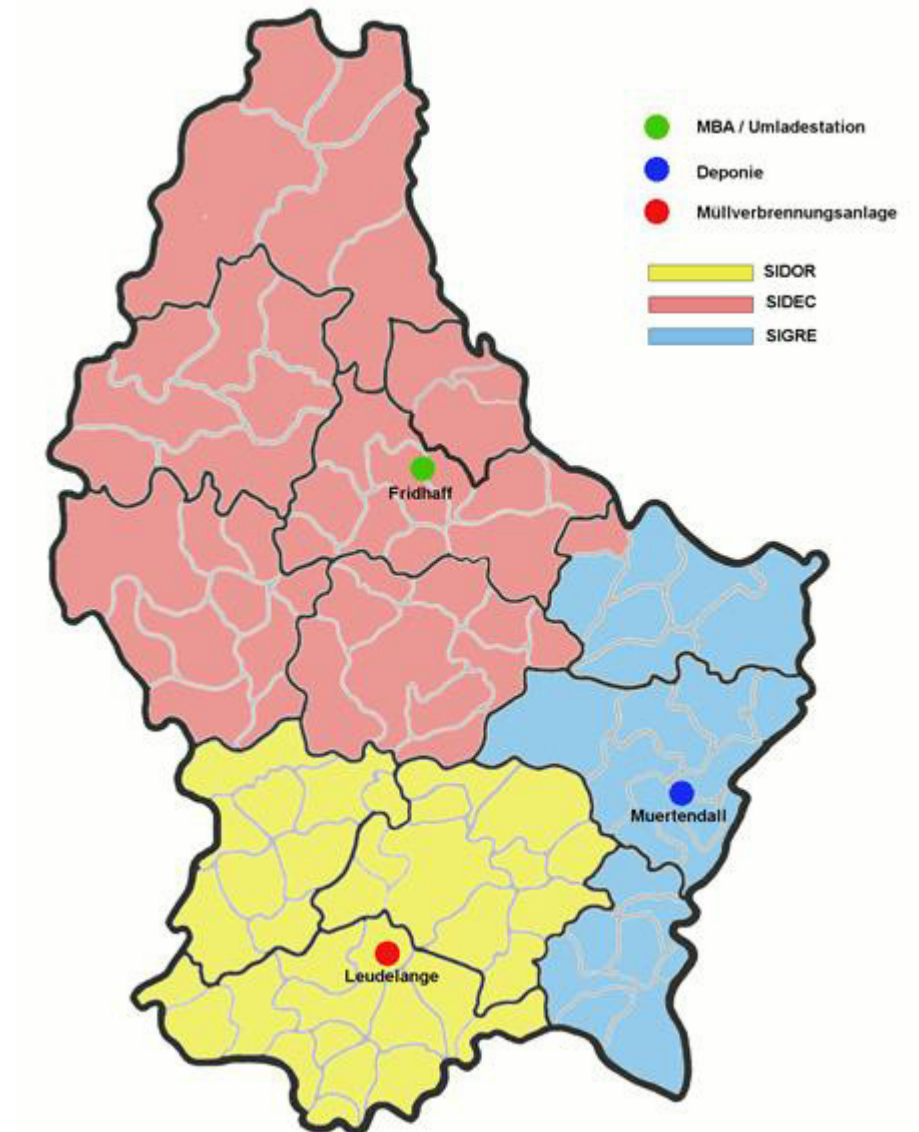 MBA / Umladestation
Deponie
Müllverbrennungsanlage
SIDOR
SIDEC
SIGRE
Fridhaff
Muertendall
Leudelange